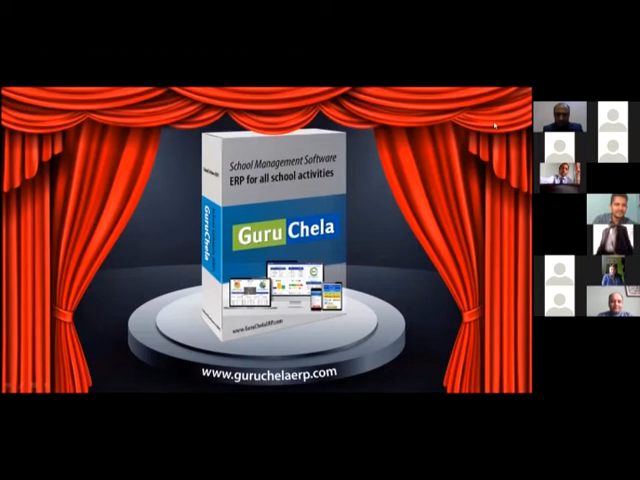 School Management Software
ERP for all school activities
Guru Chela
GuruChela
www.GuruChelaERP.com
www.guruchelaerp.com